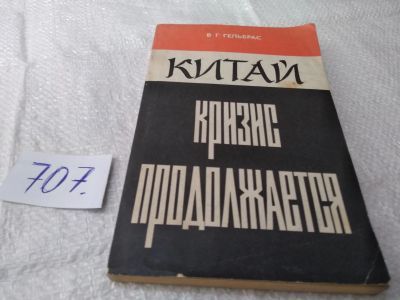 В. Г. ГЕЛЬБРАС
КИТАЙ
КРИЗИС
ПРОДОЛЖАЕТСЯ
707.